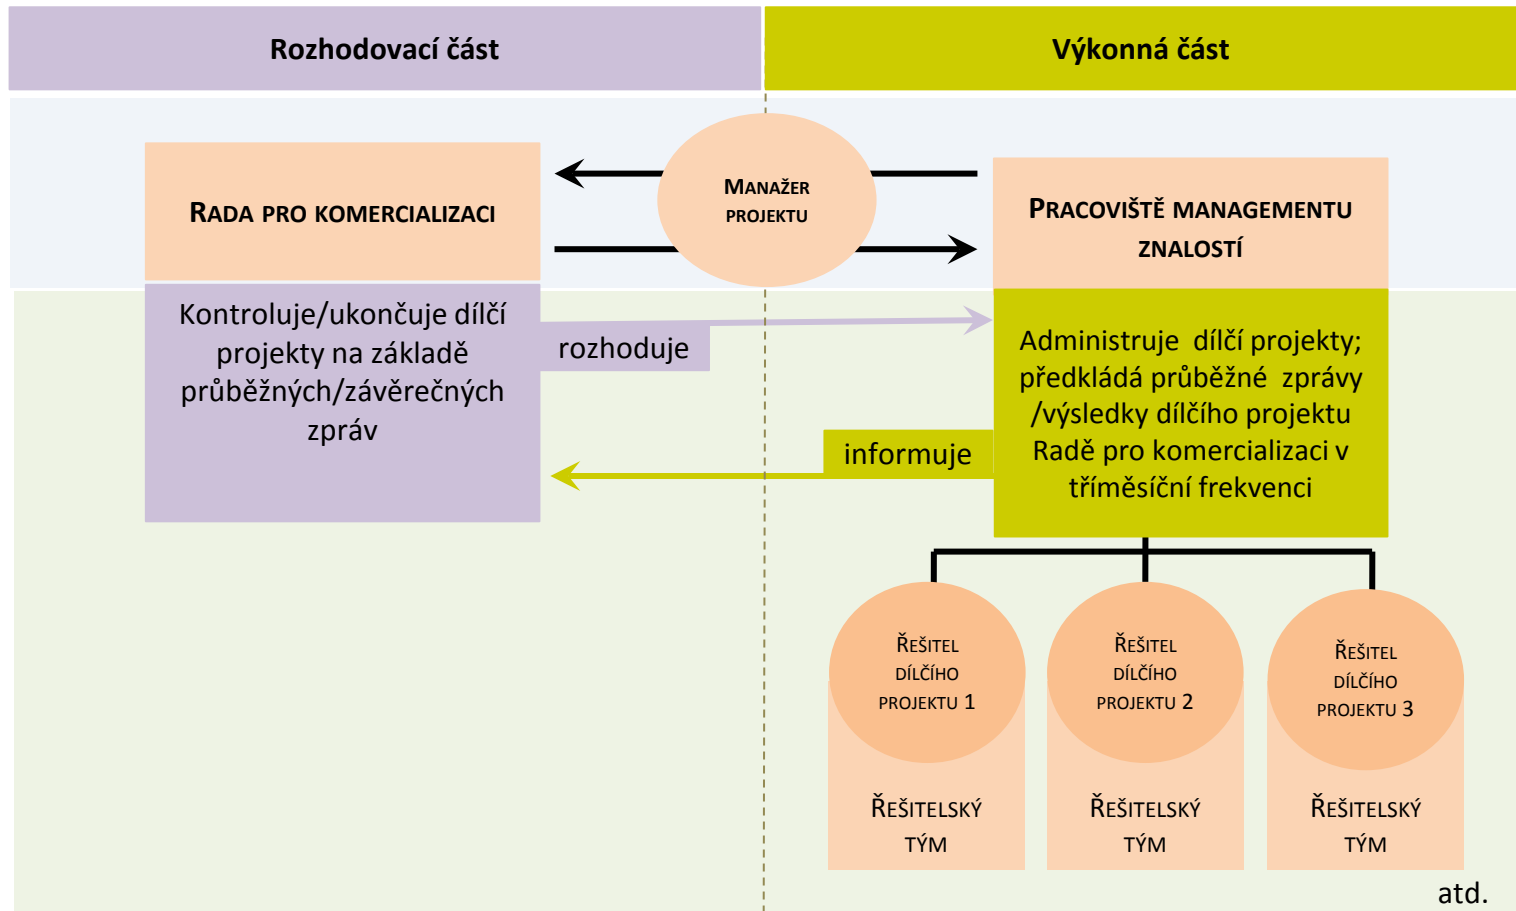 Rozhodovací část
Výkonná část
RADA PRO KOMERCIALIZACI
MANAŽER
PROJEKTU
PRACOVIŠTĚ MANAGEMENTU
ZNALOSTÍ
Kontroluje/ukončuje dílčí
projekty na základě
průběžných/závěrečných
zpráv
rozhoduje
informuje
Administruje dílčí projekty;
předkládá průběžné zprávy
/výsledky dílčího projektu
Radě pro komercializaci v
tříměsíční frekvenci
ŘEŠITEL
DÍLČÍHO
PROJEKTU 1
ŘEŠITELSKÝ
TÝM
ŘEŠITEL
DÍLČÍHO
PROJEKTU 2
ŘEŠITELSKÝ
TÝM
ŘEŠITEL
DÍLČÍHO
PROJEKTU 3
ŘEŠITELSKÝ
TÝM
atd.